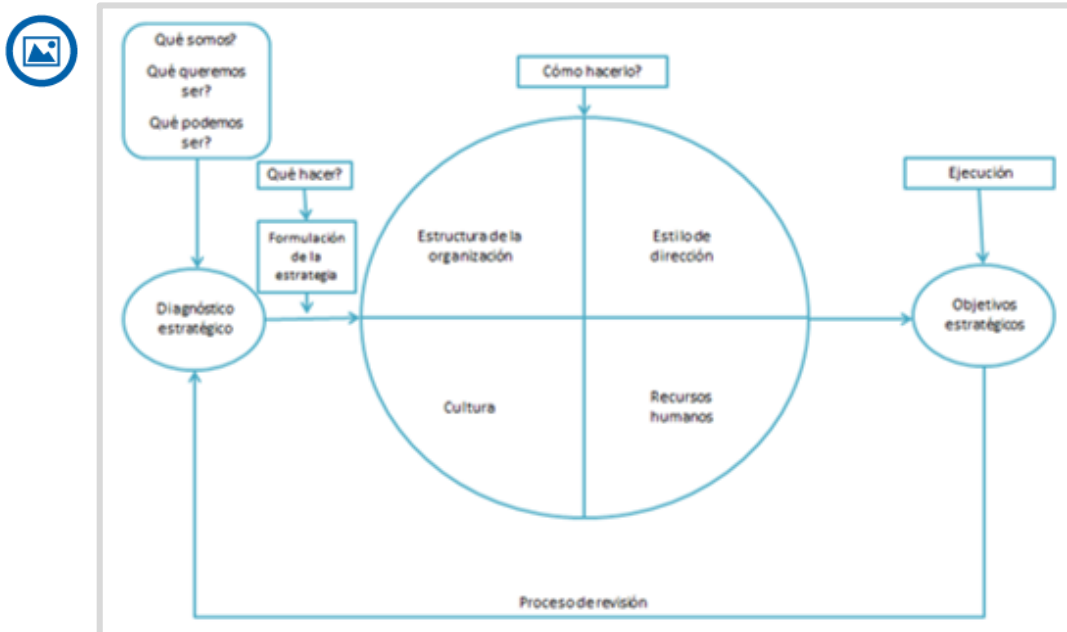 Qué somos?
Qué queremos
ser?
Qué podemos
ser?
Qué hacer?
Formulación
de la
estrategia
Diagnóstico
estratégico
Cómo hacerlo?
Estructura de la
organización
Estilo de
dirección
Cultura
Recursos
humanos
Ejecución
Objetivos
estratégicos
Proceso de revisión